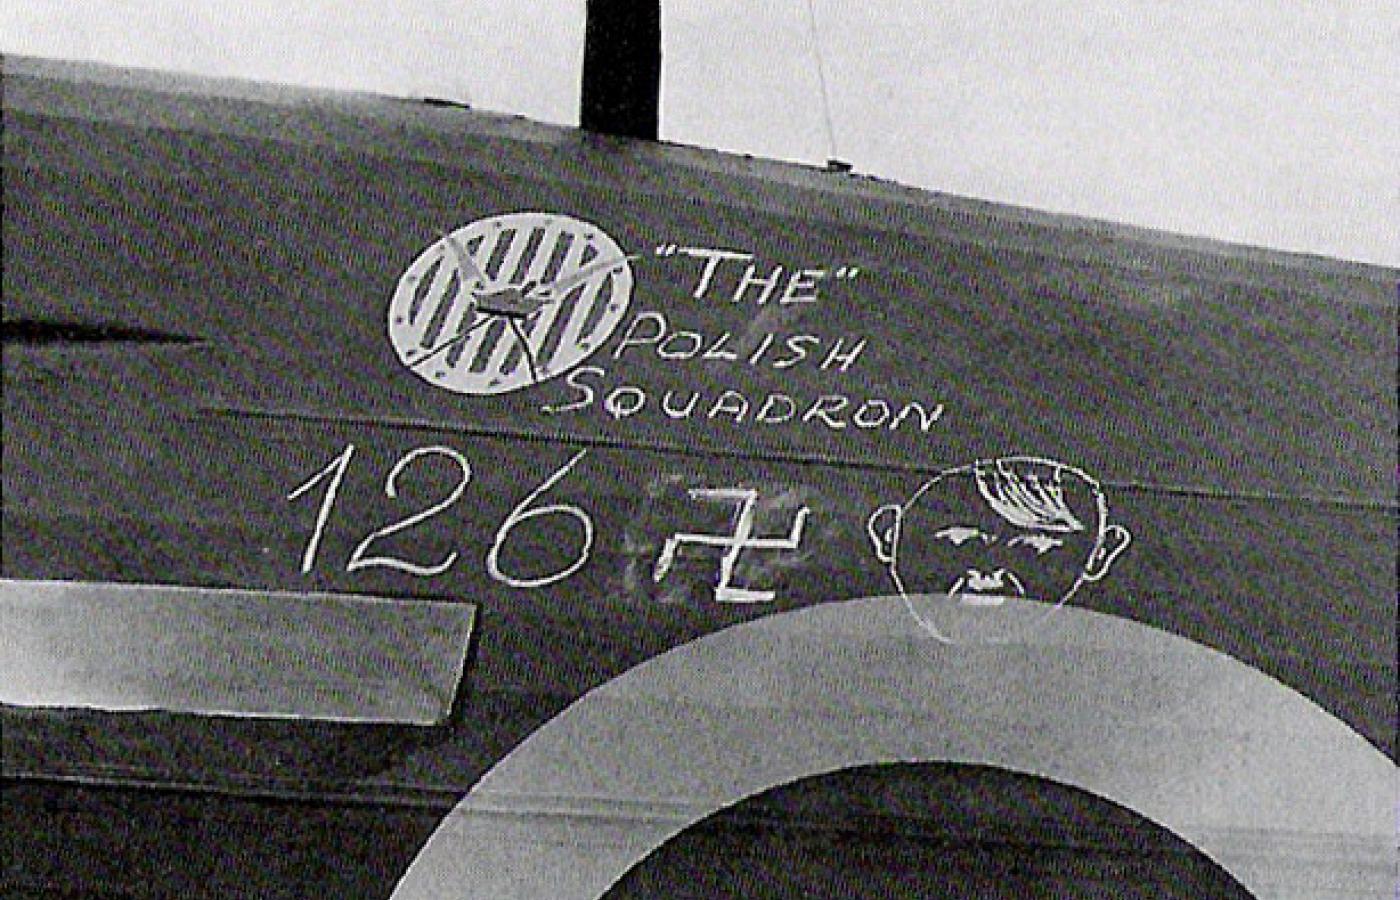 "THE"
POLISH
SQUADRON
126